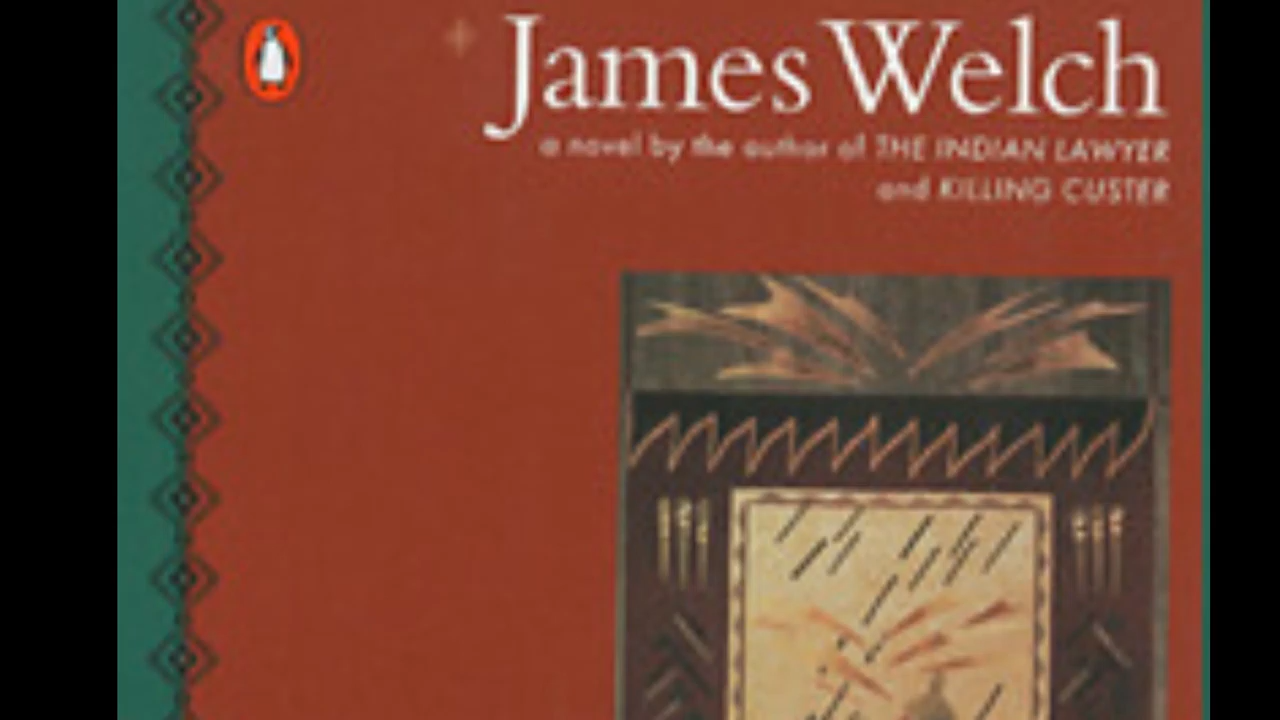 James Welch
a novel by the author of THE INDIAN LAWYER
and KILLING CUSTER